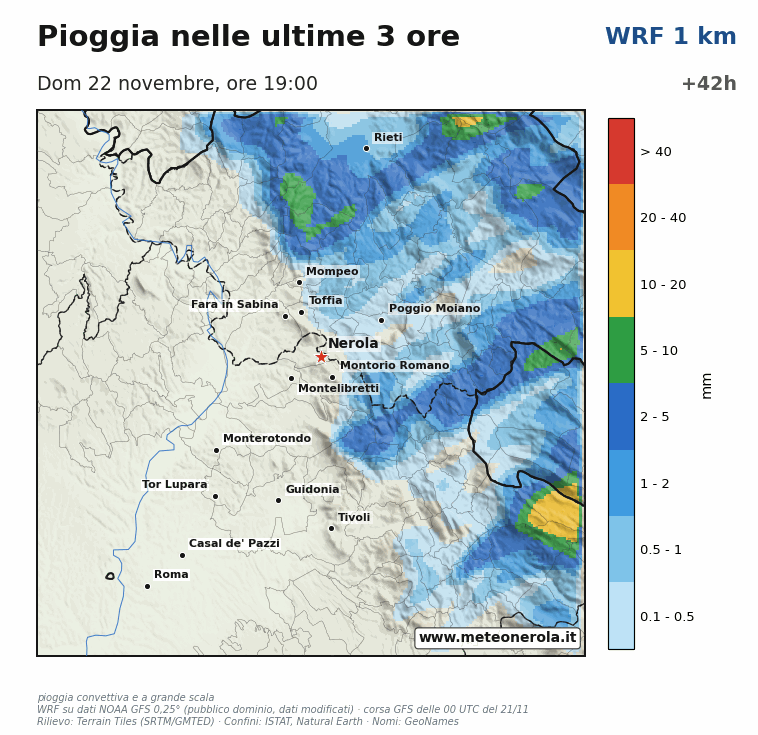 Pioggia nelle ultime 3 ore
WRF 1 km
Dom 22 novembre, ore 19:00
+42h
Rieti
Mompeo
Fara in Sabina
Toffia
Poggio Moiano
Nerola
Montorio Romano
Montelibretti
Monterotondo
Tor Lupara
Guidonia
Tivoli
Casal de' Pazzi
Roma
www.meteonerola.it
> 40
20 - 40
10 - 20
5 - 10
2 - 5
1 - 2
0.5 - 1
0.1 - 0.5
mm
pioggia convettiva e a grande scala
WRF su dati NOAA GFS 0,25° (pubblico dominio, dati modificati) · corsa GFS delle 00 UTC del 21/11
Rilievo: Terrain Tiles (SRTM/GMTED) · Confini: ISTAT, Natural Earth · Nomi: GeoNames